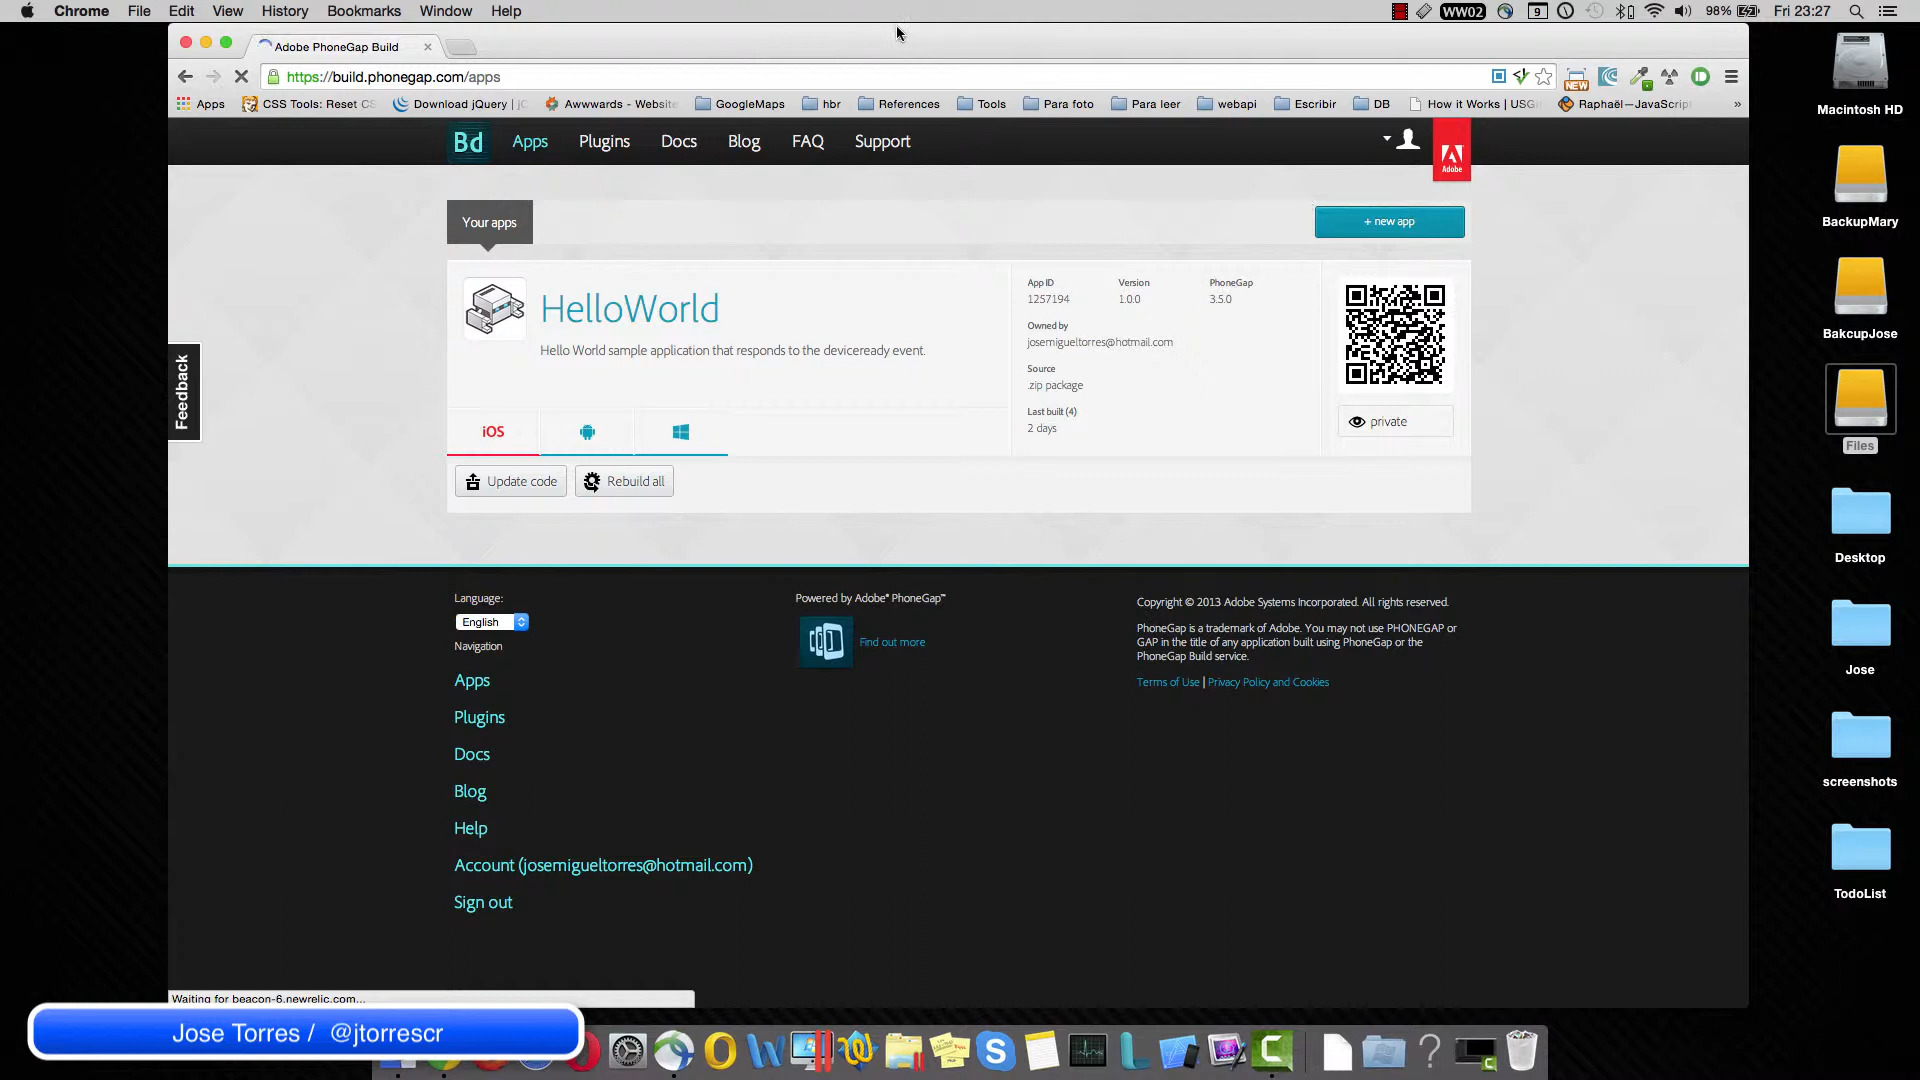 Chrome File Edit View History Bookmarks Window Help
WW02 9 98% Fri 23:27
Adobe PhoneGap Build
https://build.phonegap.com/apps
NEW
Apps CSS Tools: Reset CS Download jQuery | jQ Awwwards - Website GoogleMaps hbr References Tools Para foto Para leer webapi Escribir DB How it Works | USG Raphaël—JavaScrip »
Bd Apps Plugins Docs Blog FAQ Support
Adobe
Your apps
+ new app
HelloWorld
Hello World sample application that responds to the deviceready event.
App ID Version PhoneGap
1257194 1.0.0 3.5.0
Owned by
josemigueltorres@hotmail.com
Source
.zip package
Last built (4)
2 days
private
iOS
Update code Rebuild all
Feedback
Language:
English
Navigation
Apps
Plugins
Docs
Blog
Help
Account (josemigueltorres@hotmail.com)
Sign out
Powered by Adobe® PhoneGap™
Find out more
Copyright © 2013 Adobe Systems Incorporated. All rights reserved.
PhoneGap is a trademark of Adobe. You may not use PHONEGAP or
GAP in the title of any application built using PhoneGap or the
PhoneGap Build service.
Terms of Use | Privacy Policy and Cookies
Waiting for beacon-6.newrelic.com...
Jose Torres / @jtorrescr
Macintosh HD
BackupMary
BakcupJose
Files
Desktop
Jose
screenshots
TodoList